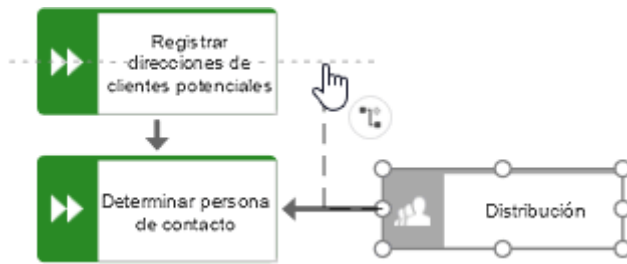 Registrar
direcciones de
clientes potenciales
Determinar persona
de contacto
Distribución